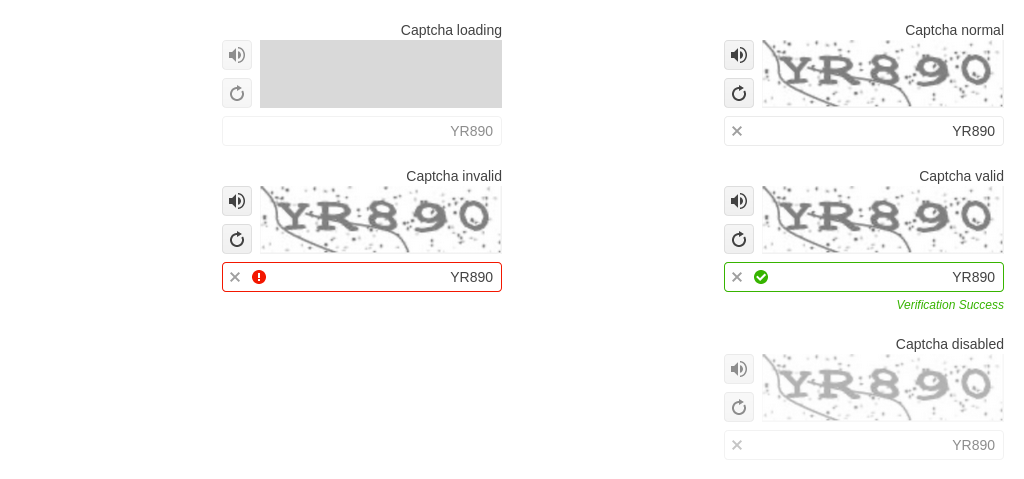 Captcha loading
YR890
Captcha normal
YR890
YR890
Captcha invalid
YR890
YR890
Captcha valid
YR890
YR890
Verification Success
Captcha disabled
YR890
YR890